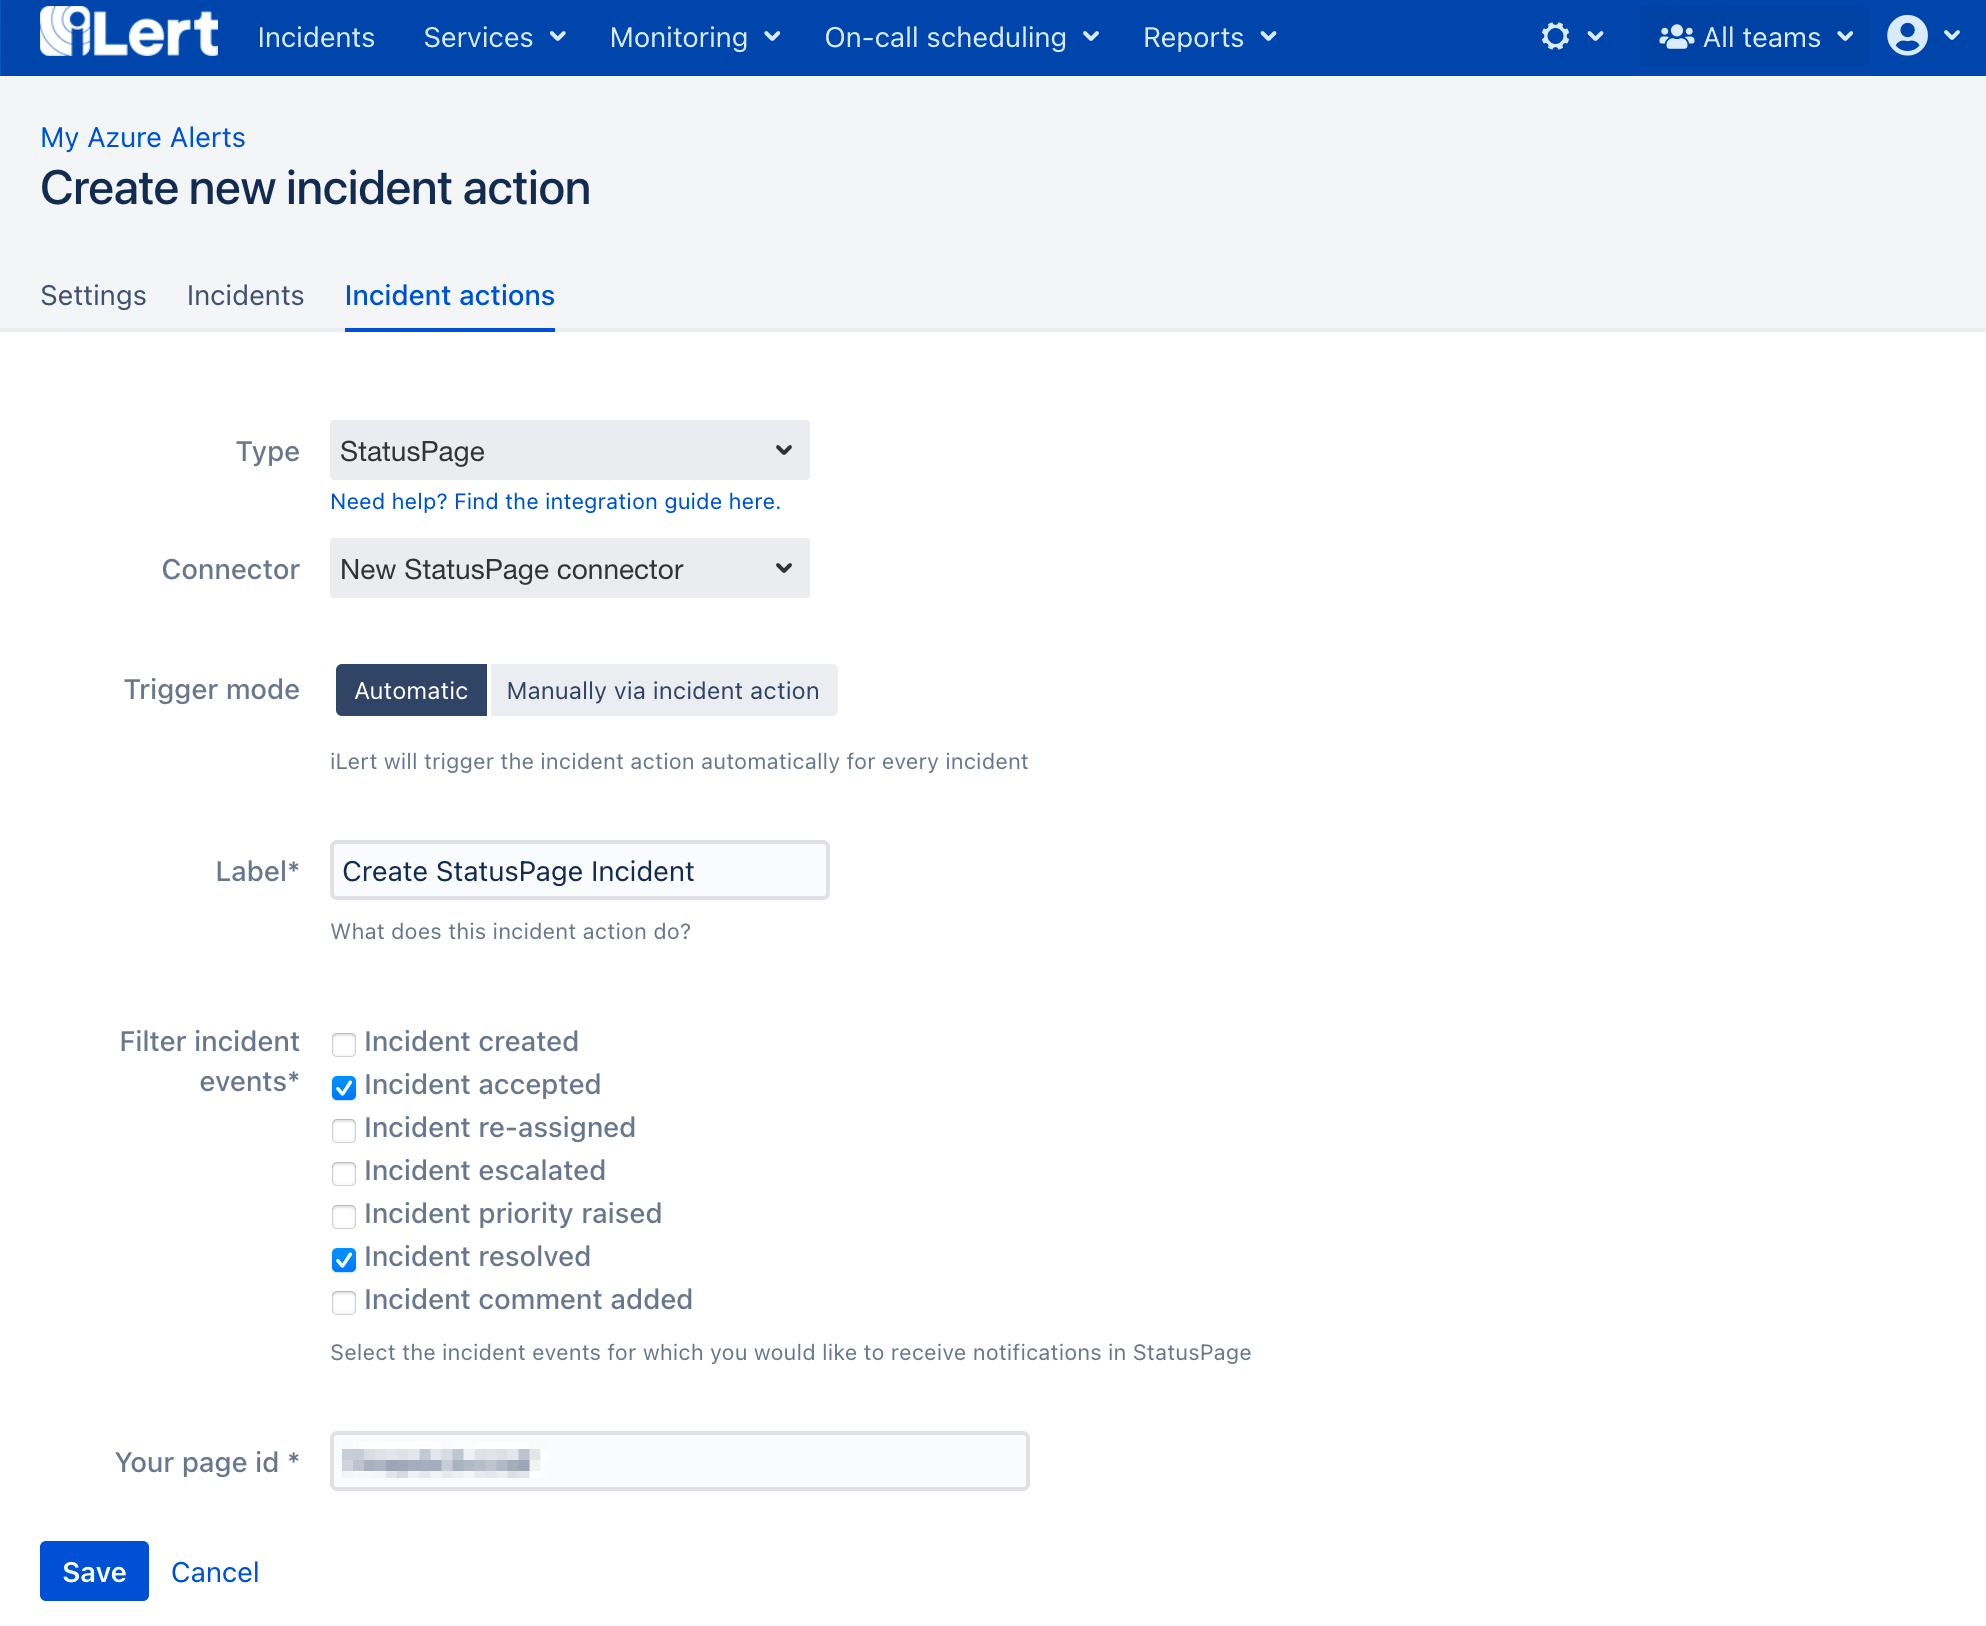 iLert Incidents Services Monitoring On-call scheduling Reports All teams
My Azure Alerts
Create new incident action
Settings Incidents Incident actions
Type StatusPage
Need help? Find the integration guide here.
Connector New StatusPage connector
Trigger mode Automatic Manually via incident action
iLert will trigger the incident action automatically for every incident
Label* Create StatusPage Incident
What does this incident action do?
Filter incident events*
Incident created
Incident accepted
Incident re-assigned
Incident escalated
Incident priority raised
Incident resolved
Incident comment added
Select the incident events for which you would like to receive notifications in StatusPage
Your page id *
Save Cancel